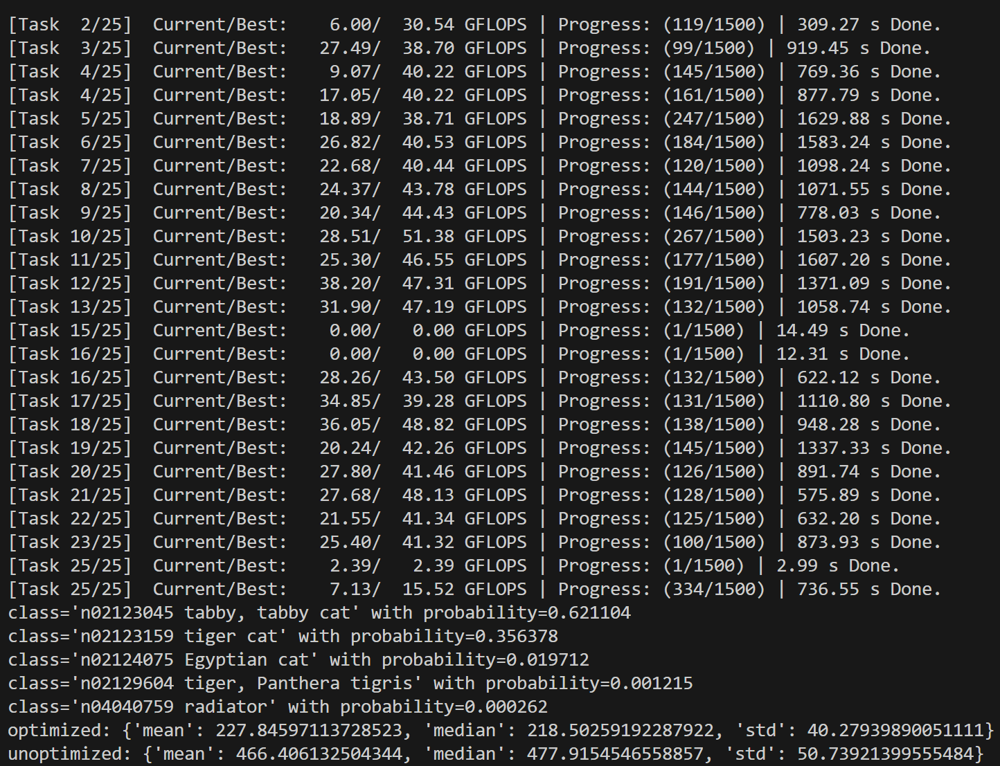 [Task  2/25]  Current/Best:    6.00/  30.54 GFLOPS | Progress: (119/1500) | 309.27 s Done.
[Task  3/25]  Current/Best:   27.49/  38.70 GFLOPS | Progress: (99/1500) | 919.45 s Done.
[Task  4/25]  Current/Best:    9.07/  40.22 GFLOPS | Progress: (145/1500) | 769.36 s Done.
[Task  4/25]  Current/Best:   17.05/  40.22 GFLOPS | Progress: (161/1500) | 877.79 s Done.
[Task  5/25]  Current/Best:   18.89/  38.71 GFLOPS | Progress: (247/1500) | 1629.88 s Done.
[Task  6/25]  Current/Best:   26.82/  40.53 GFLOPS | Progress: (184/1500) | 1583.24 s Done.
[Task  7/25]  Current/Best:   22.68/  40.44 GFLOPS | Progress: (120/1500) | 1098.24 s Done.
[Task  8/25]  Current/Best:   24.37/  43.78 GFLOPS | Progress: (144/1500) | 1071.55 s Done.
[Task  9/25]  Current/Best:   20.34/  44.43 GFLOPS | Progress: (146/1500) | 778.03 s Done.
[Task 10/25]  Current/Best:   28.51/  51.38 GFLOPS | Progress: (267/1500) | 1503.23 s Done.
[Task 11/25]  Current/Best:   25.30/  46.55 GFLOPS | Progress: (177/1500) | 1607.20 s Done.
[Task 12/25]  Current/Best:   38.20/  47.31 GFLOPS | Progress: (191/1500) | 1371.09 s Done.
[Task 13/25]  Current/Best:   31.90/  47.19 GFLOPS | Progress: (132/1500) | 1058.74 s Done.
[Task 15/25]  Current/Best:    0.00/   0.00 GFLOPS | Progress: (1/1500) | 14.49 s Done.
[Task 16/25]  Current/Best:    0.00/   0.00 GFLOPS | Progress: (1/1500) | 12.31 s Done.
[Task 16/25]  Current/Best:   28.26/  43.50 GFLOPS | Progress: (132/1500) | 622.12 s Done.
[Task 17/25]  Current/Best:   34.85/  39.28 GFLOPS | Progress: (131/1500) | 1110.80 s Done.
[Task 18/25]  Current/Best:   36.05/  48.82 GFLOPS | Progress: (138/1500) | 948.28 s Done.
[Task 19/25]  Current/Best:   20.24/  42.26 GFLOPS | Progress: (145/1500) | 1337.33 s Done.
[Task 20/25]  Current/Best:   27.80/  41.46 GFLOPS | Progress: (126/1500) | 891.74 s Done.
[Task 21/25]  Current/Best:   27.68/  48.13 GFLOPS | Progress: (128/1500) | 575.89 s Done.
[Task 22/25]  Current/Best:   21.55/  41.34 GFLOPS | Progress: (125/1500) | 632.20 s Done.
[Task 23/25]  Current/Best:   25.40/  41.32 GFLOPS | Progress: (100/1500) | 873.93 s Done.
[Task 25/25]  Current/Best:    2.39/   2.39 GFLOPS | Progress: (1/1500) | 2.99 s Done.
[Task 25/25]  Current/Best:    7.13/  15.52 GFLOPS | Progress: (334/1500) | 736.55 s Done.
class='n02123045 tabby, tabby cat' with probability=0.621104
class='n02123159 tiger cat' with probability=0.356378
class='n02124075 Egyptian cat' with probability=0.019712
class='n02129604 tiger, Panthera tigris' with probability=0.001215
class='n04040759 radiator' with probability=0.000262
optimized: {'mean': 227.84597113728523, 'median': 218.50259192287922, 'std': 40.27939890051111}
unoptimized: {'mean': 466.406132504344, 'median': 477.9154546558857, 'std': 50.73921399555484}